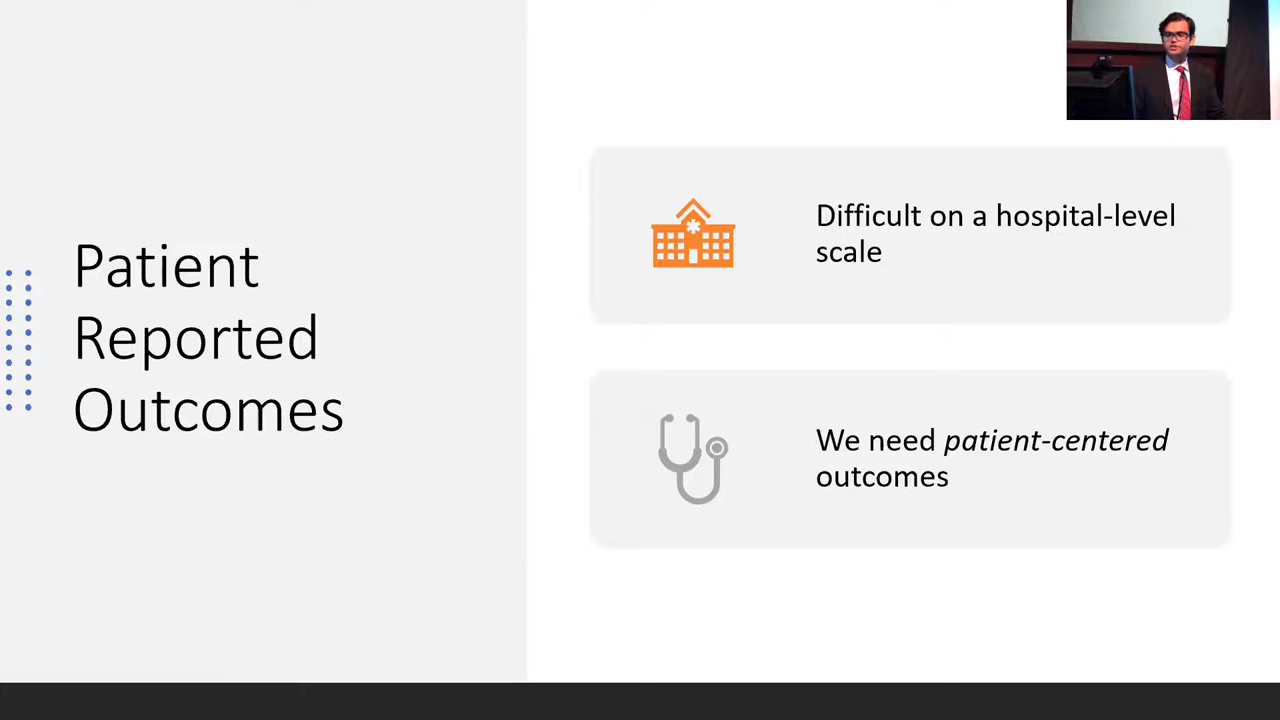 Patient
Reported
Outcomes
Difficult on a hospital-level
scale
We need patient-centered
outcomes